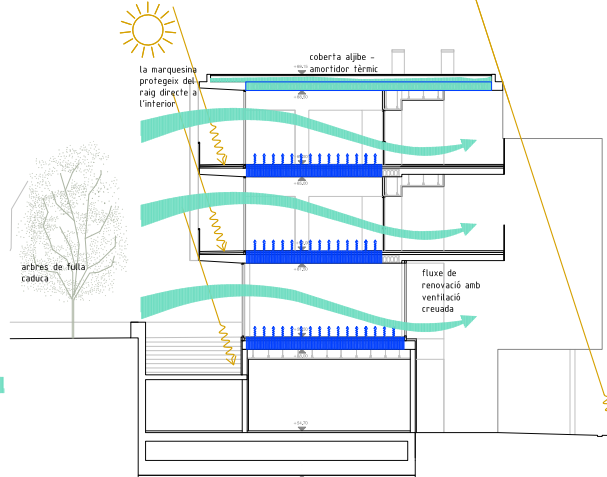 coberta aljibe -
amortidor tèrmic
la marquesina
protegeix del
raig directe a
l'interior
arbres de fulla
caduca
fluxe de
renovació amb
ventilació
creuada